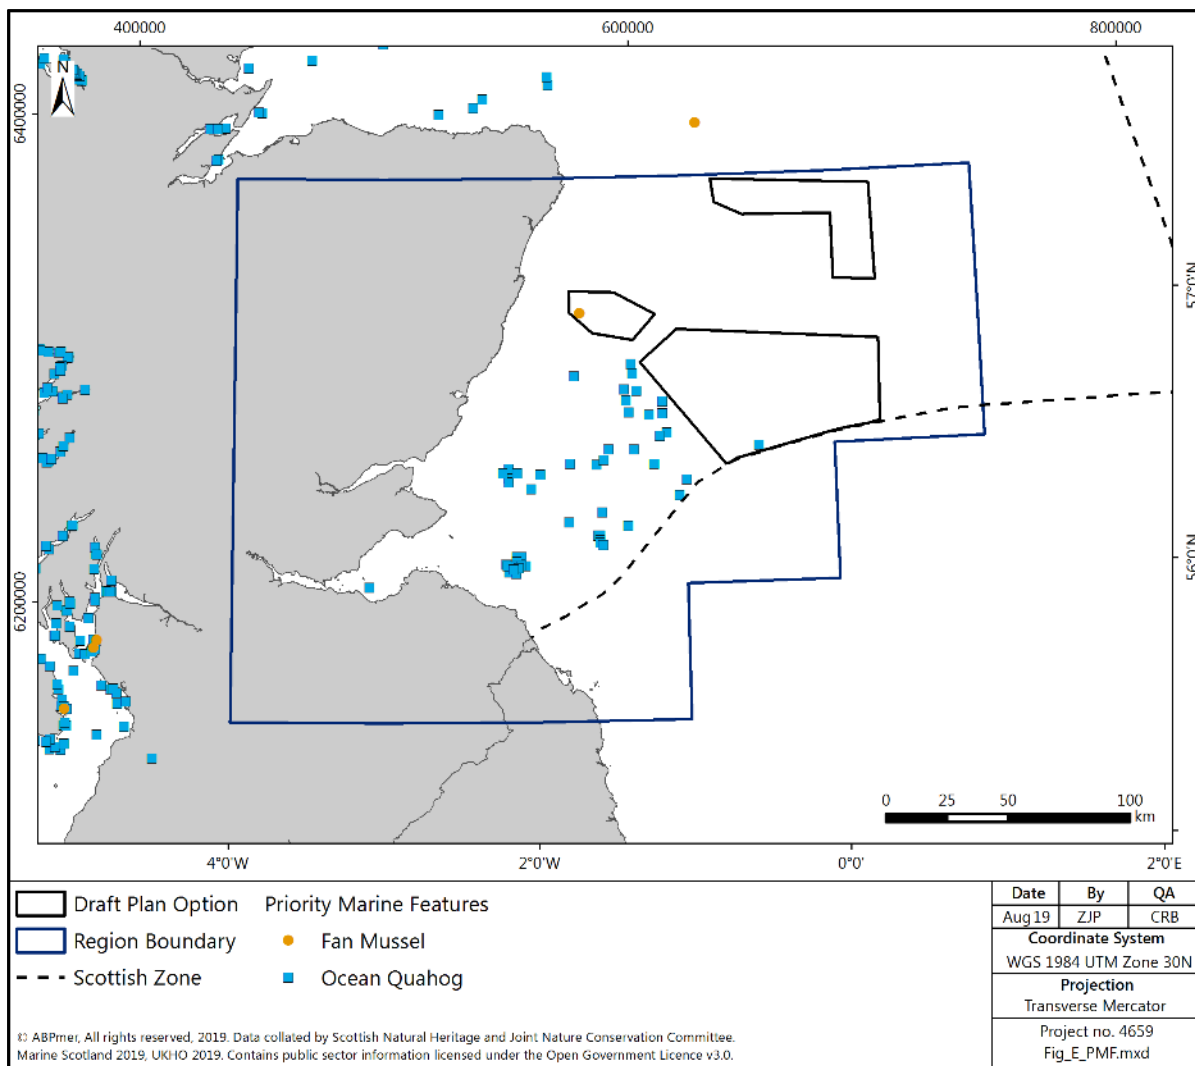 400000 600000 800000
N
6400000
6200000
57°0'N
56°0'N
0 25 50 100
km
4°0'W 2°0'W 0°0' 2°0'E
Draft Plan Option
Region Boundary
Scottish Zone
Priority Marine Features
Fan Mussel
Ocean Quahog
Date By QA
Aug 19 ZJP CRB
Coordinate System
WGS 1984 UTM Zone 30N
Projection
Transverse Mercator
Project no. 4659
Fig_E_PMF.mxd
© ABPmer, All rights reserved, 2019. Data collated by Scottish Natural Heritage and Joint Nature Conservation Committee.
Marine Scotland 2019, UKHO 2019. Contains public sector information licensed under the Open Government Licence v3.0.